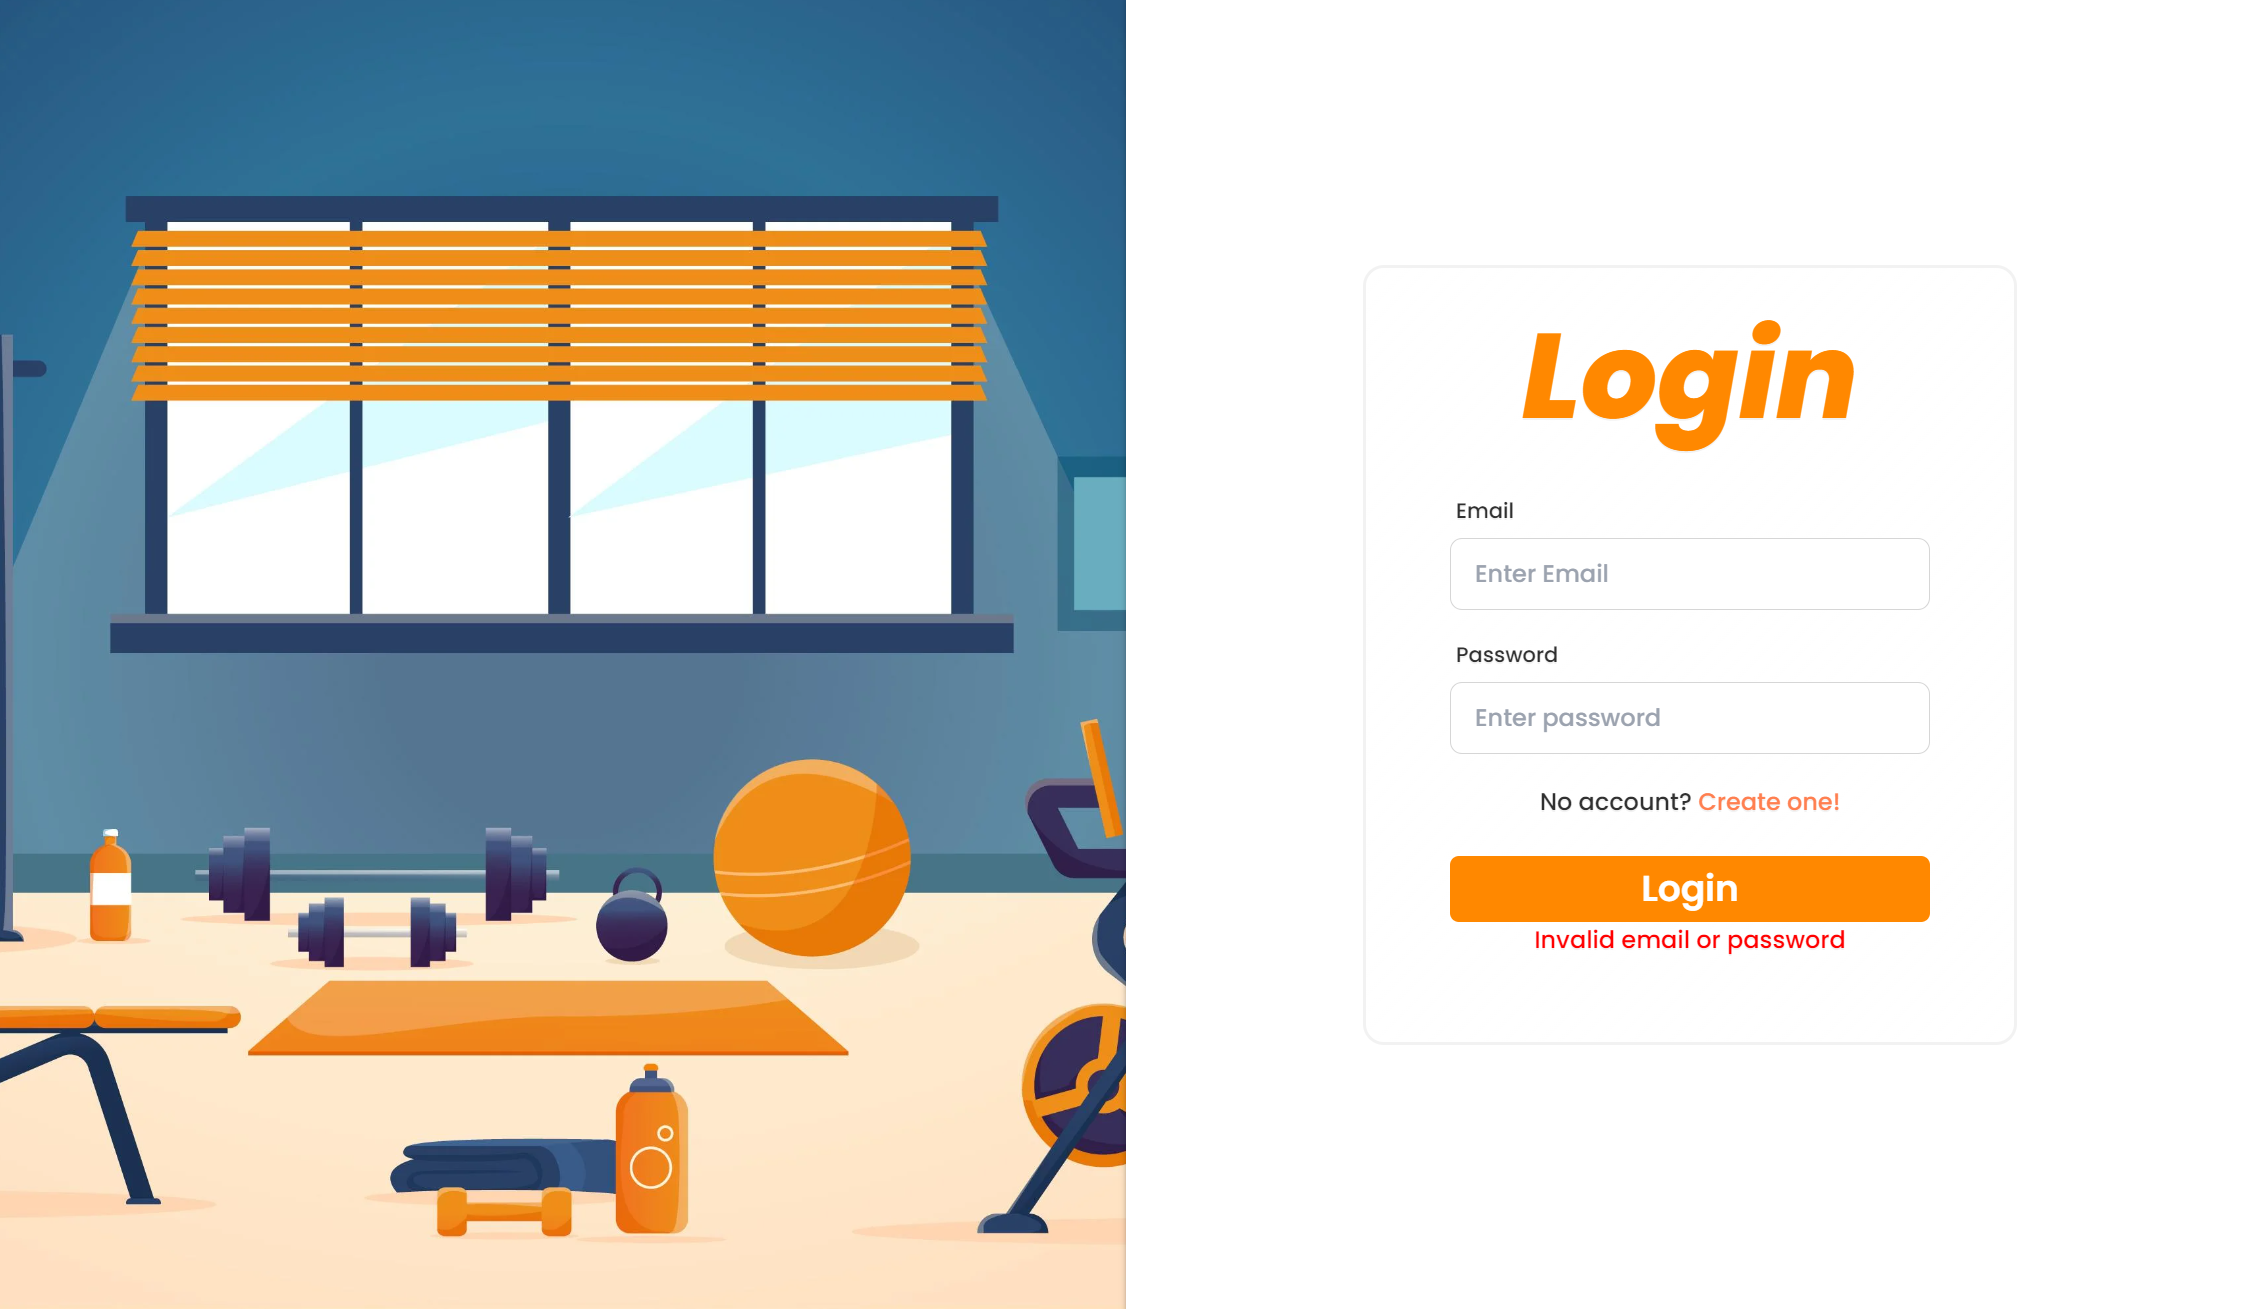 Login
Email
Enter Email
Password
Enter password
No account? Create one!
Login
Invalid email or password